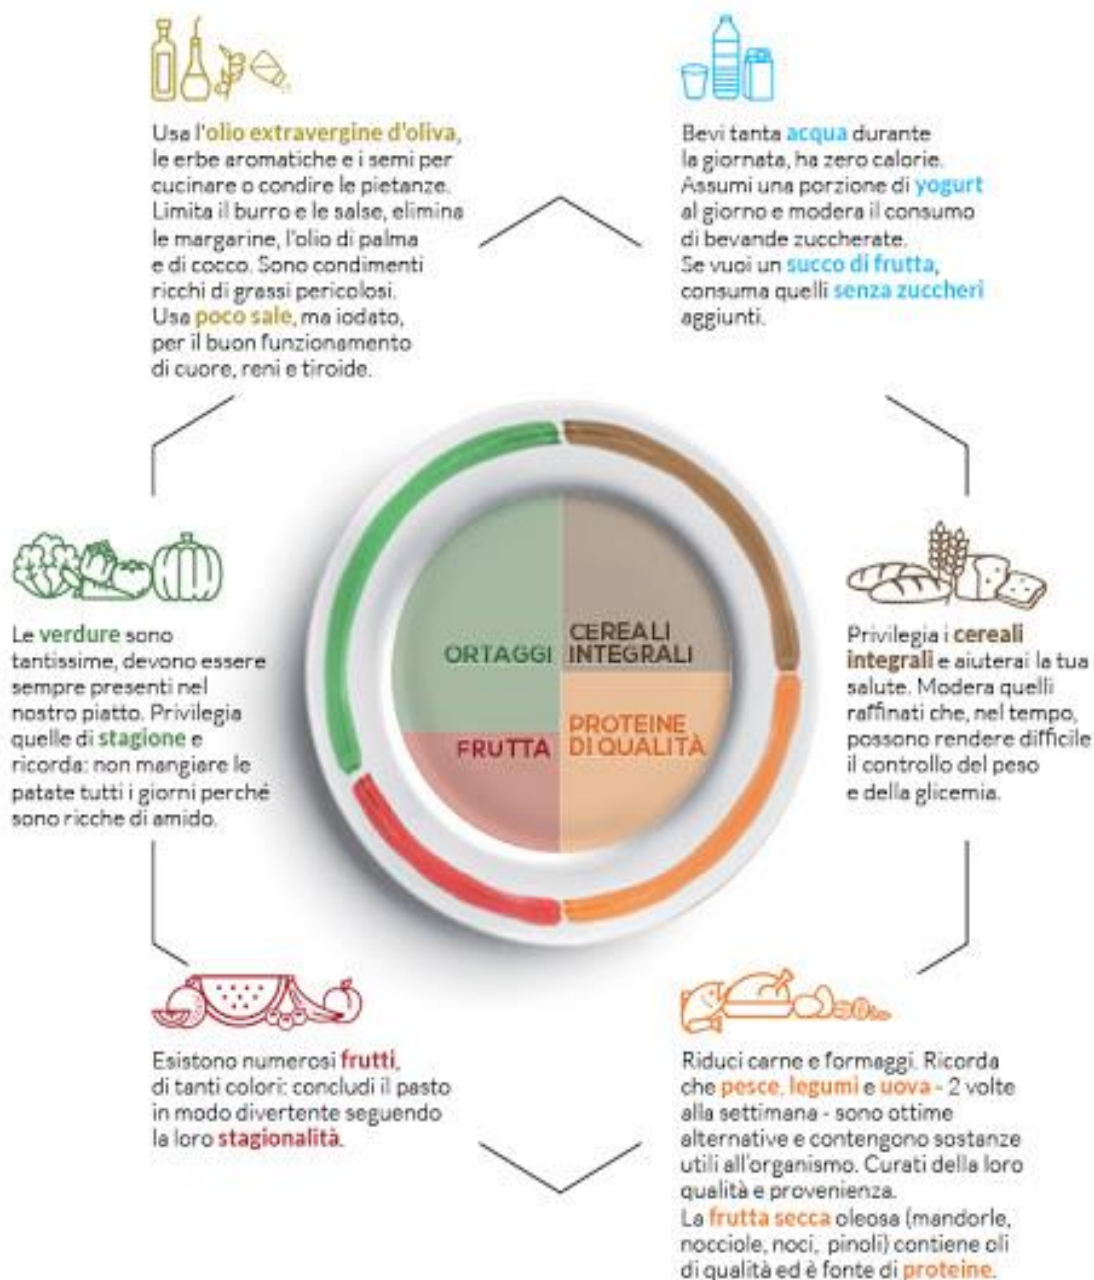 Usa l'olio extravergine d'oliva,
le erbe aromatiche e i semi per
cucinare o condire le pietanze.
Limita il burro e le salse, elimina
le margarine, l'olio di palma
e di cocco. Sono condimenti
ricchi di grassi pericolosi.
Usa poco sale, ma iodato,
per il buon funzionamento
di cuore, reni e tiroide.
Bevi tanta acqua durante
la giornata, ha zero calorie.
Assumi una porzione di yogurt
al giorno e modera il consumo
di bevande zuccherate.
Se vuoi un succo di frutta,
consuma quelli senza zuccheri
aggiunti.
Le verdure sono
tantissime, devono essere
sempre presenti nel
nostro piatto. Privilegia
quelle di stagione e
ricorda: non mangiare le
patate tutti i giorni perché
sono ricche di amido.
ORTAGGI
CEREALI
INTEGRALI
FRUTTA
PROTEINE
DI QUALITÀ
Privilegia i cereali
integrali e aiuterai la tua
salute. Modera quelli
raffinati che, nel tempo,
possono rendere difficile
il controllo del peso
e della glicemia.
Esistono numerosi frutti,
di tanti colori: concludi il pasto
in modo divertente seguendo
la loro stagionalità.
Riduci carne e formaggi. Ricorda
che pesce, legumi e uova - 2 volte
alla settimana - sono ottime
alternative e contengono sostanze
utili all'organismo. Curati della loro
qualità e provenienza.
La frutta secca oleosa (mandorle,
nocciole, noci, pinoli) contiene oli
di qualità ed è fonte di proteine.